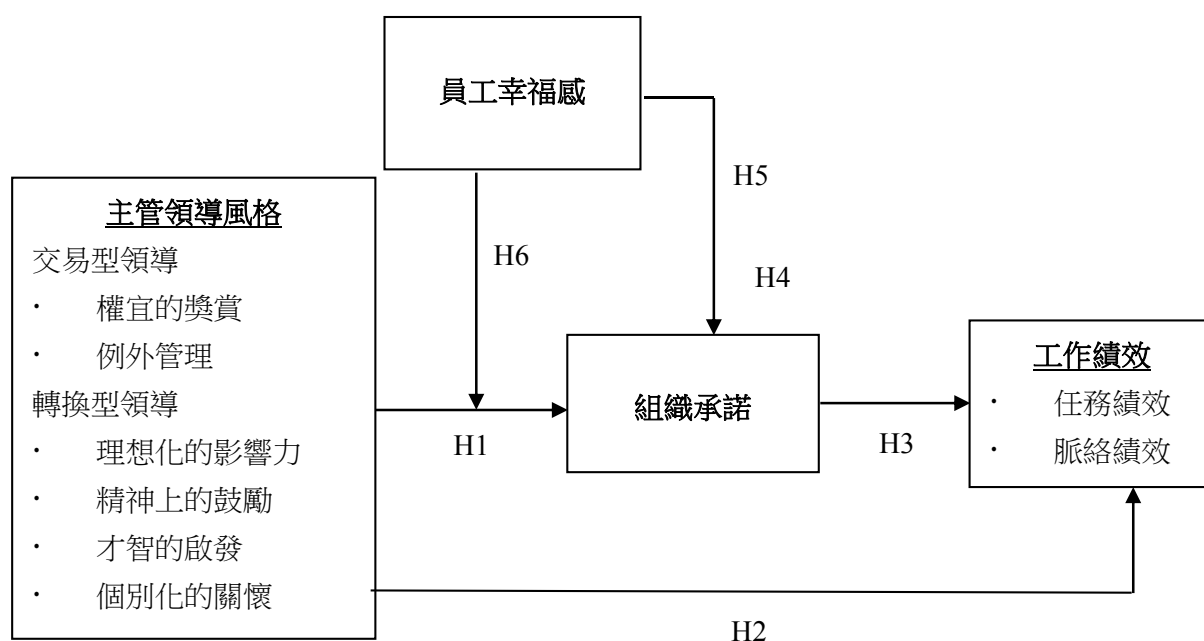 員工幸福感
H5
主管領導風格
交易型領導
· 權宜的獎賞
· 例外管理
轉換型領導
· 理想化的影響力
· 精神上的鼓勵
· 才智的啟發
· 個別化的關懷
H6
H4
組織承諾
工作績效
· 任務績效
· 脈絡績效
H1
H3
H2